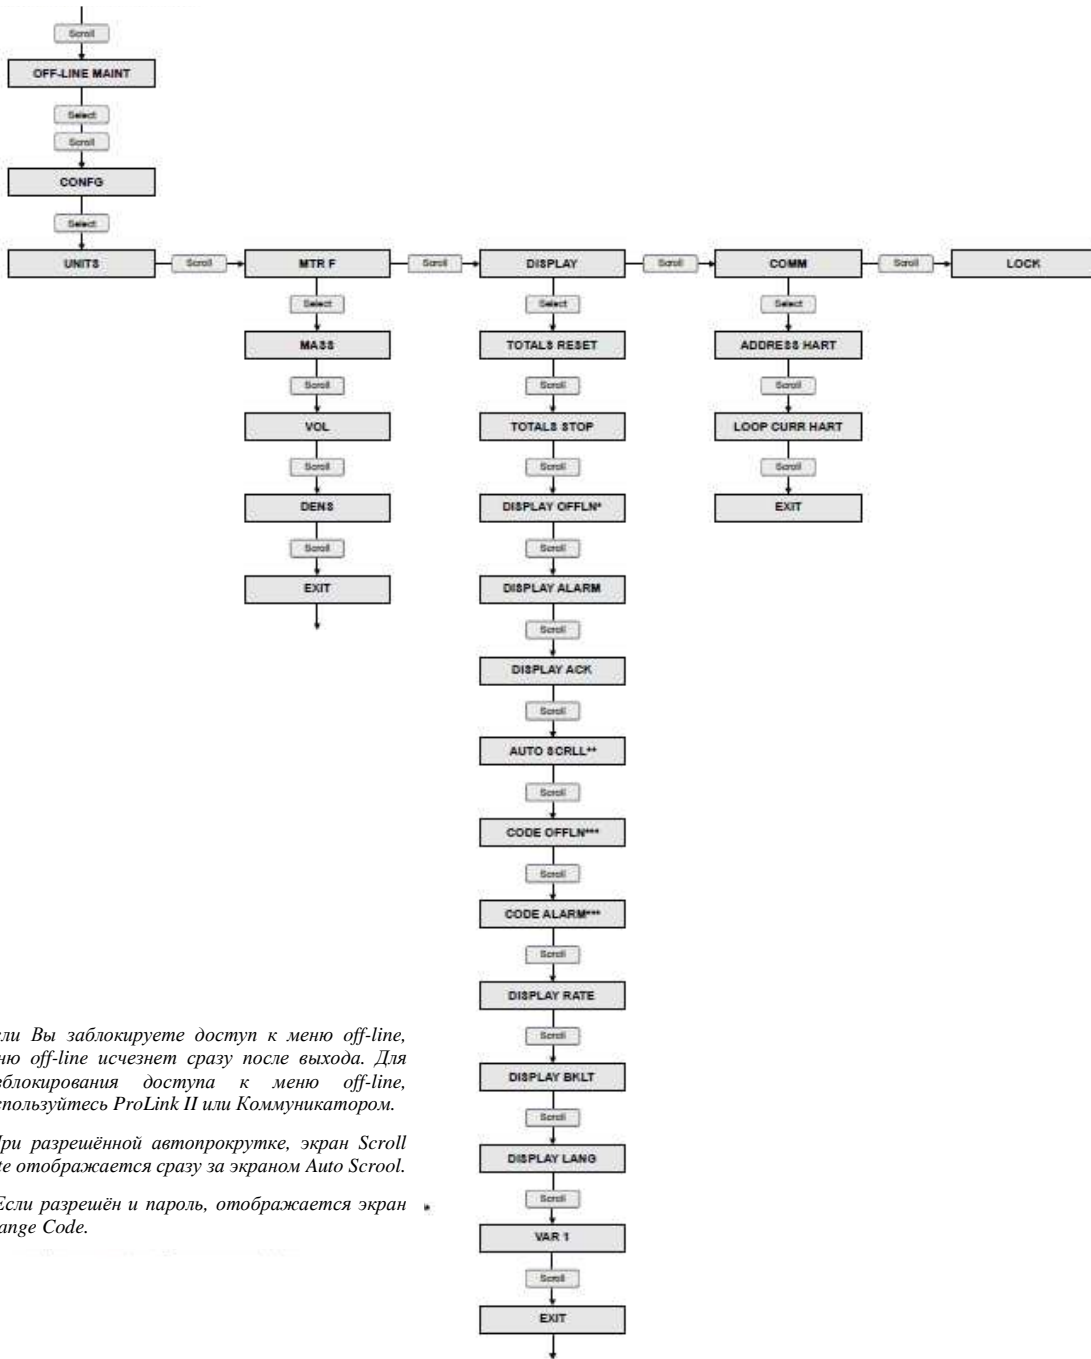 Scroll
OFF-LINE MAINT
Select
Scroll
CONFG
Select
UNITS Scroll MTR F Scroll DISPLAY Scroll COMM Scroll LOCK
Select Select Select
MASS TOTALS RESET ADDRESS HART
Scroll Scroll Scroll
VOL TOTALS STOP LOOP CURR HART
Scroll Scroll Scroll
DENS DISPLAY OFFLN* EXIT
Scroll Scroll
EXIT DISPLAY ALARM
Scroll
DISPLAY ACK
Scroll
AUTO SCRLL**
Scroll
CODE OFFLN***
Scroll
CODE ALARM***
Scroll
DISPLAY RATE
Scroll
DISPLAY BKLT
Scroll
DISPLAY LANG
Scroll
VAR 1
Scroll
EXIT
Вы заблокируете доступ к меню off-line,
off-line исчезнет сразу после выхода. Для
доступа к меню off-line,
ProLink II или Коммуникатором.
При разрешённой автопрокрутке, экран Scroll
отображается сразу за экраном Auto Scrool.
Если разрешён и пароль, отображается экран
Code.